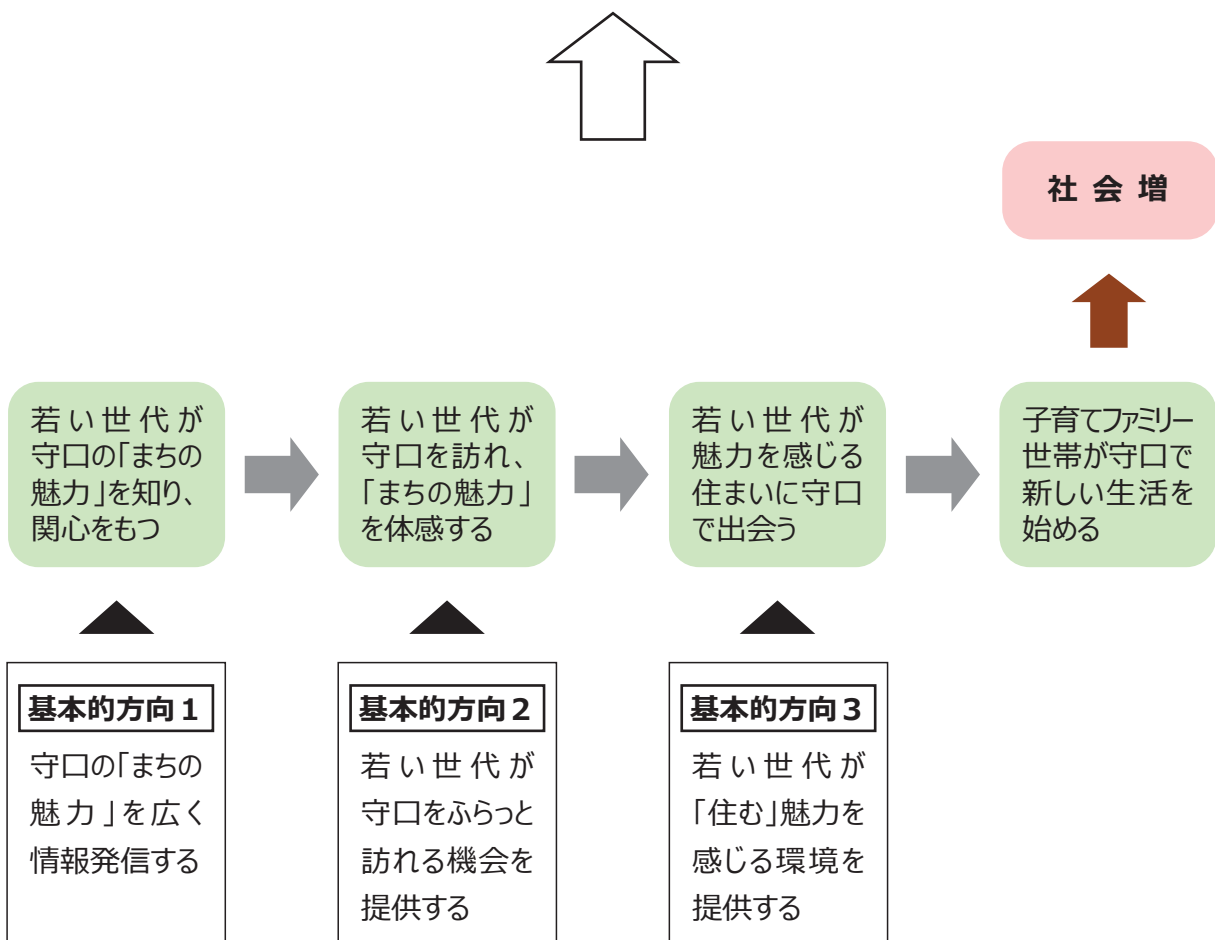 社会増
若い世代が
守口の「まちの
魅力」を知り、
関心をもつ
若い世代が
守口を訪れ、
「まちの魅力」
を体感する
若い世代が
魅力を感じる
住まいに守口
で出会う
子育てファミリー
世帯が守口で
新しい生活を
始める
基本的方向1
守口の「まちの
魅力」を広く
情報発信する
基本的方向2
若い世代が
守口をふらっと
訪れる機会を
提供する
基本的方向3
若い世代が
「住む」魅力を
感じる環境を
提供する